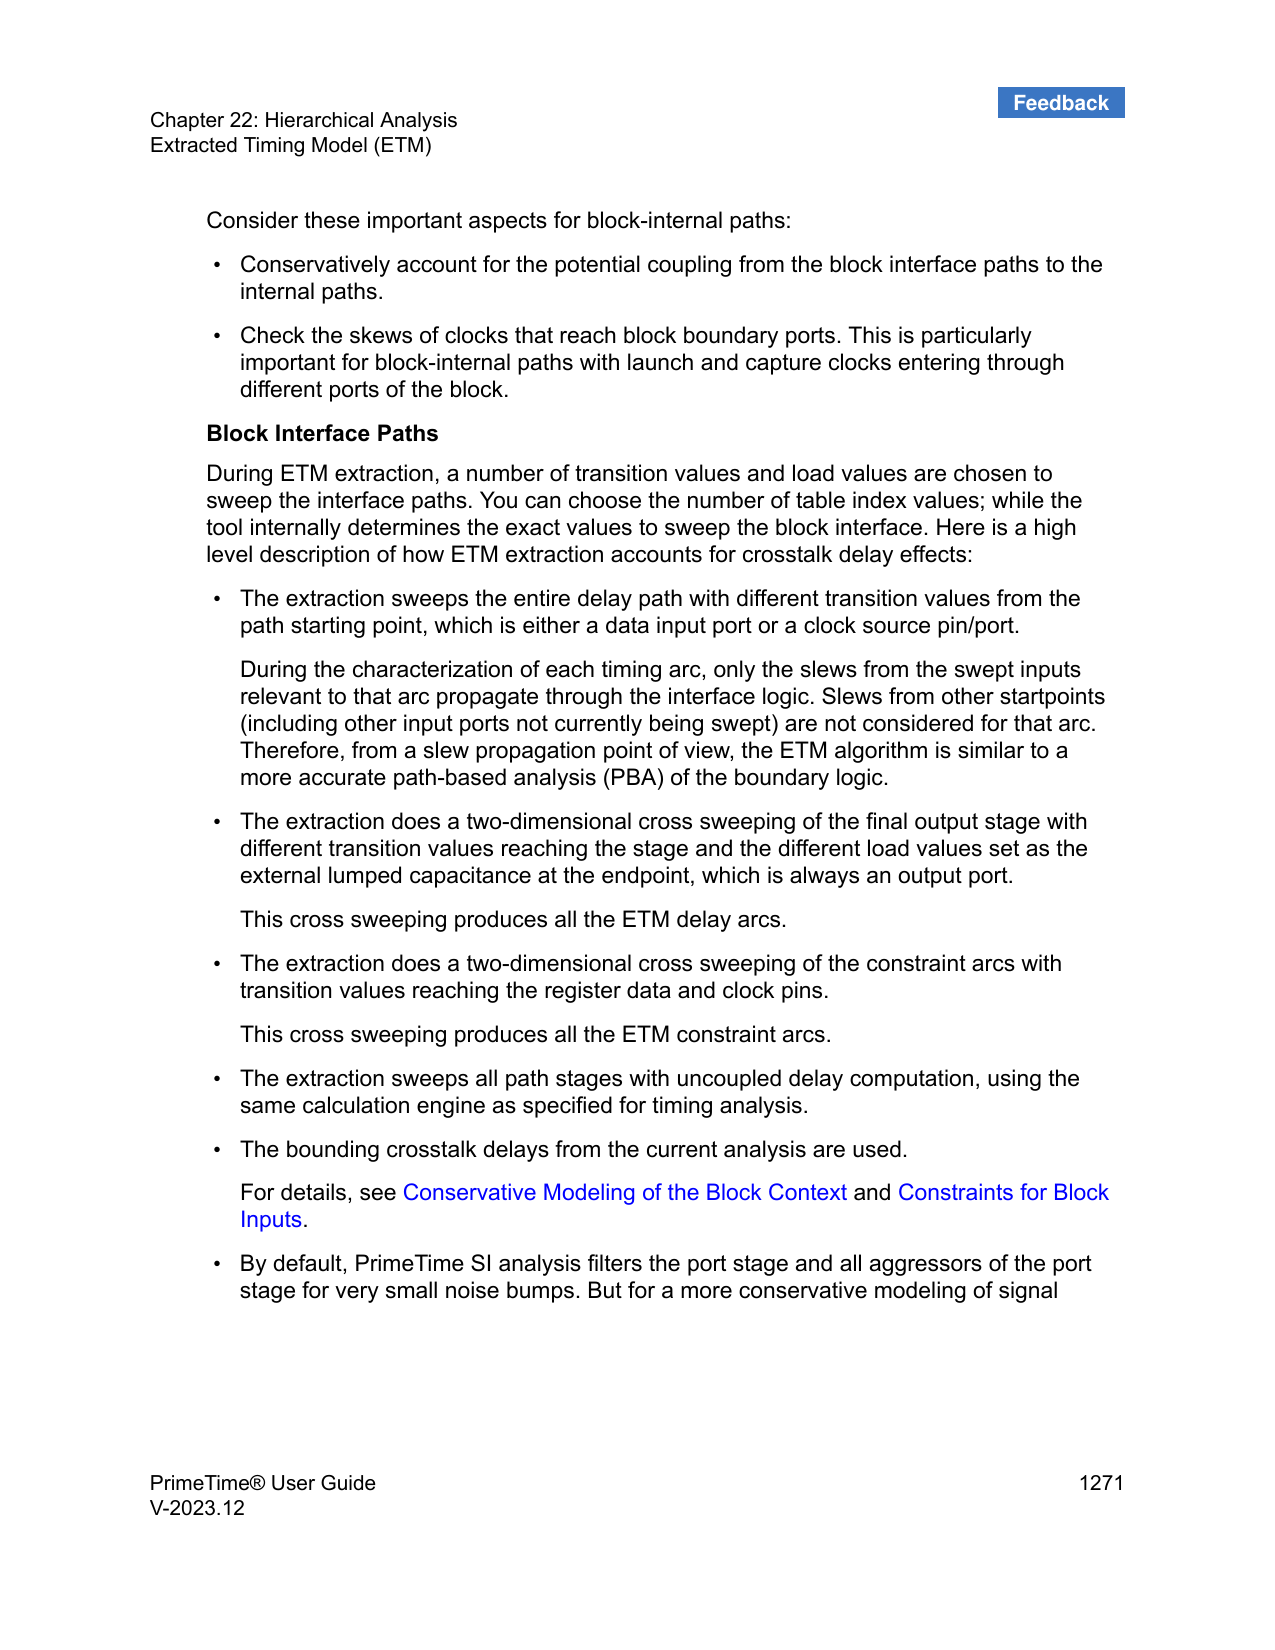 Feedback
Chapter 22: Hierarchical Analysis
Extracted Timing Model (ETM)
Consider these important aspects for block-internal paths:
• Conservatively account for the potential coupling from the block interface paths to the
internal paths.
• Check the skews of clocks that reach block boundary ports. This is particularly
important for block-internal paths with launch and capture clocks entering through
different ports of the block.
Block Interface Paths
During ETM extraction, a number of transition values and load values are chosen to
sweep the interface paths. You can choose the number of table index values; while the
tool internally determines the exact values to sweep the block interface. Here is a high
level description of how ETM extraction accounts for crosstalk delay effects:
• The extraction sweeps the entire delay path with different transition values from the
path starting point, which is either a data input port or a clock source pin/port.
During the characterization of each timing arc, only the slews from the swept inputs
relevant to that arc propagate through the interface logic. Slews from other startpoints
(including other input ports not currently being swept) are not considered for that arc.
Therefore, from a slew propagation point of view, the ETM algorithm is similar to a
more accurate path-based analysis (PBA) of the boundary logic.
• The extraction does a two-dimensional cross sweeping of the final output stage with
different transition values reaching the stage and the different load values set as the
external lumped capacitance at the endpoint, which is always an output port.
This cross sweeping produces all the ETM delay arcs.
• The extraction does a two-dimensional cross sweeping of the constraint arcs with
transition values reaching the register data and clock pins.
This cross sweeping produces all the ETM constraint arcs.
• The extraction sweeps all path stages with uncoupled delay computation, using the
same calculation engine as specified for timing analysis.
• The bounding crosstalk delays from the current analysis are used.
For details, see Conservative Modeling of the Block Context and Constraints for Block
Inputs.
• By default, PrimeTime SI analysis filters the port stage and all aggressors of the port
stage for very small noise bumps. But for a more conservative modeling of signal
PrimeTime® User Guide
V-2023.12
1271